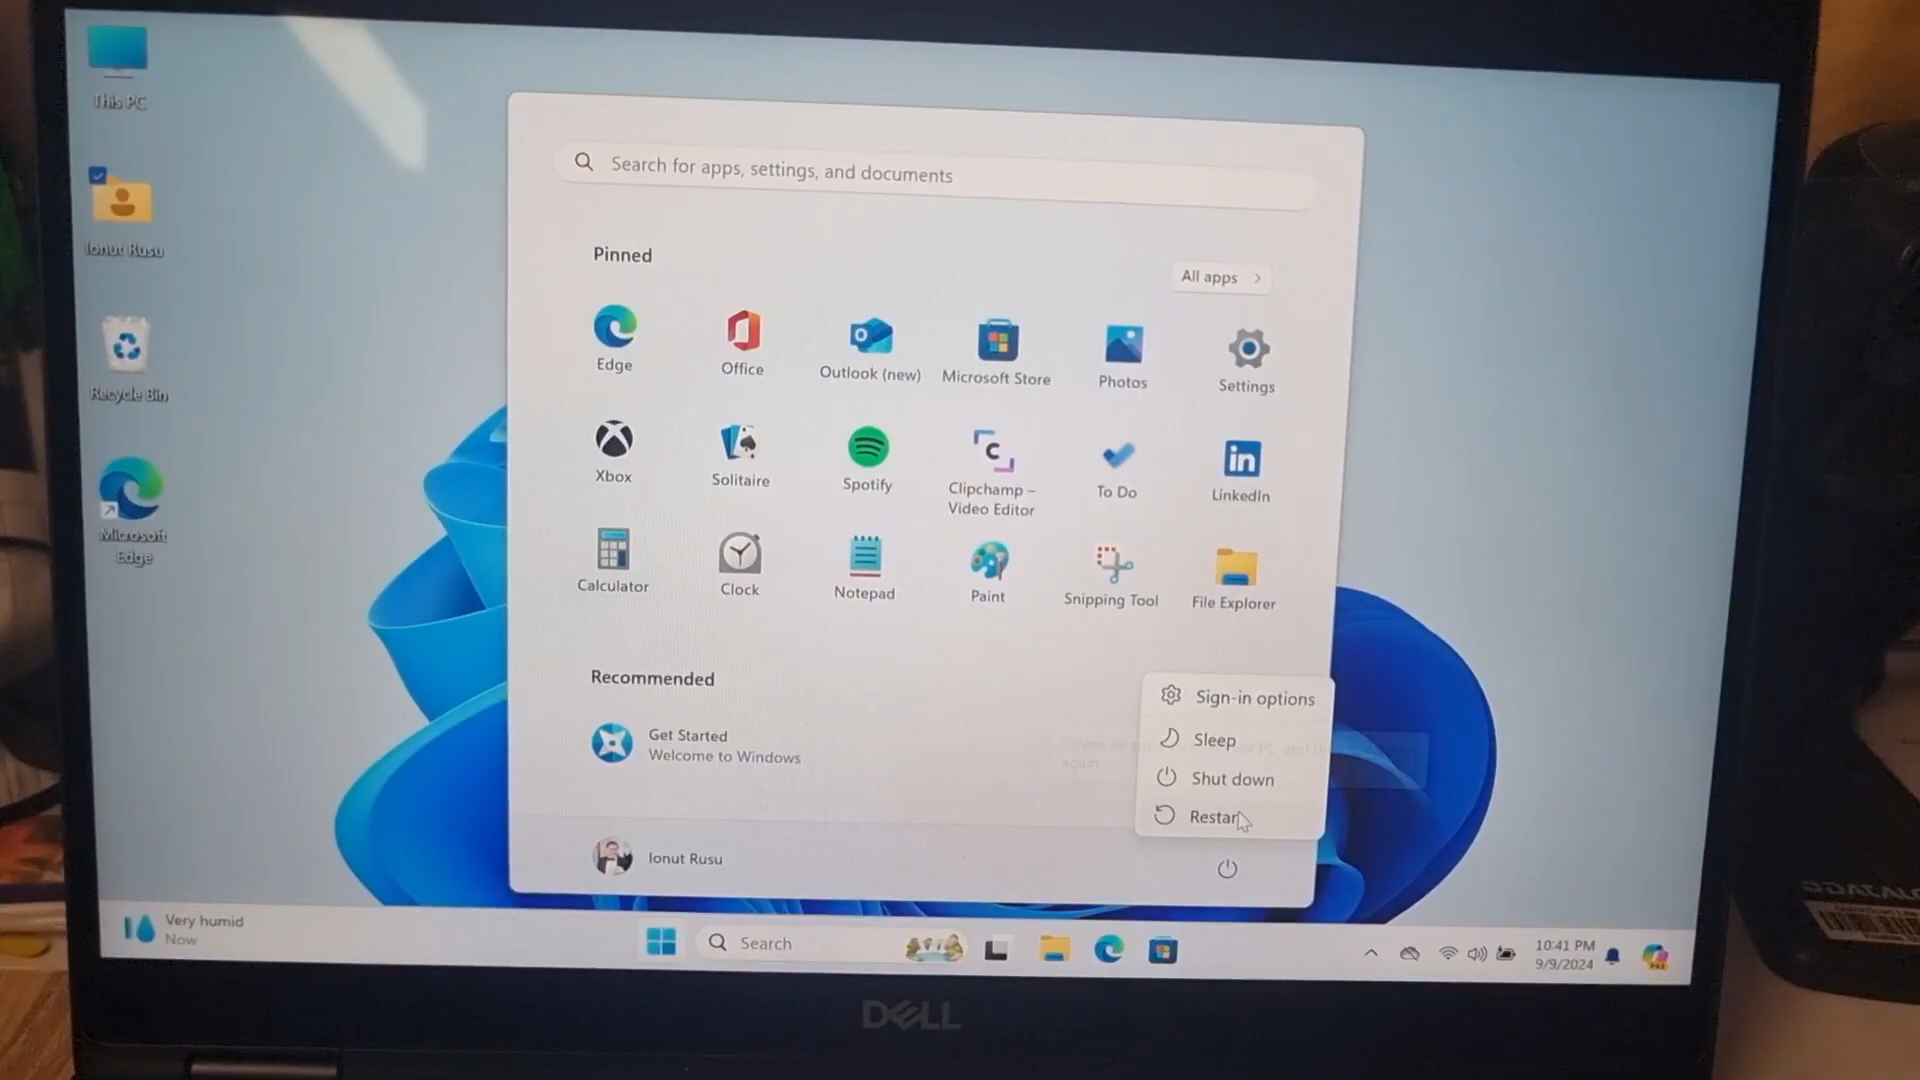 This PC
Ionut Rusu
Recycle Bin
Microsoft
Edge
Search for apps, settings, and documents
Pinned
All apps
Edge
Office
Outlook (new)
Microsoft Store
Photos
Settings
Xbox
Solitaire
Spotify
Clipchamp –
Video Editor
To Do
LinkedIn
Calculator
Clock
Notepad
Paint
Snipping Tool
File Explorer
Recommended
Get Started
Welcome to Windows
Sign-in options
Sleep
Shut down
Restar
Ionut Rusu
Very humid
Now
Search
10:41 PM
9/9/2024
DELL